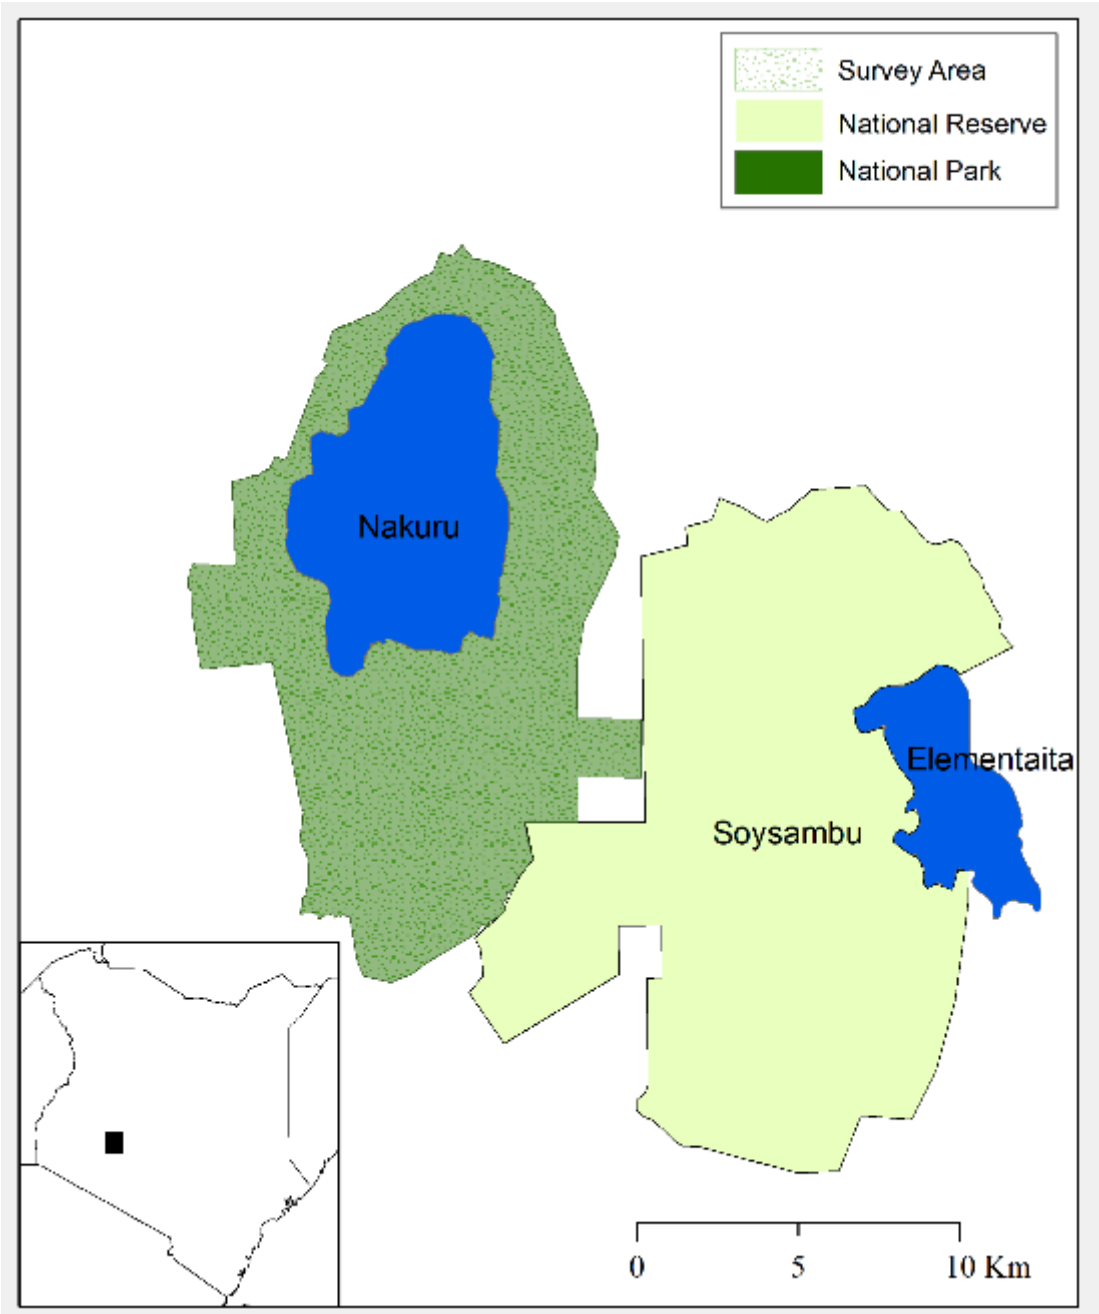 Survey Area
National Reserve
National Park
Nakuru
Elementaita
Soysambu
0 5 10 Km